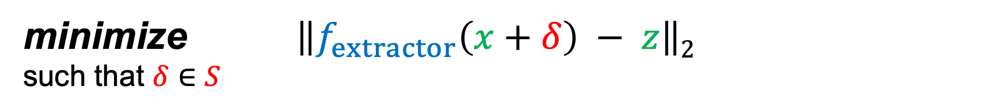 minimize ‖f_extractor(x + δ) − z‖₂
such that δ ∈ S